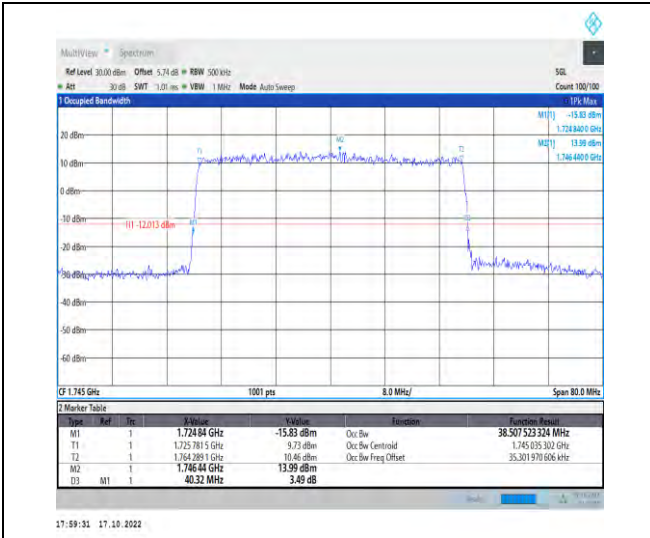 MultiView Spectrum
Ref Level 30.00 dBm Offset 5.74 dB RBW 500 kHz SGL
Att 30 dB SWT 1.01 ms VBW 1 MHz Mode Auto Sweep Count 100/100
1 Occupied Bandwidth 1Pk Max
M1[1] -15.83 dBm
1.724 840 0 GHz
M2[1] 13.99 dBm
1.746 440 0 GHz
20 dBm
M2
T1
T2
10 dBm
0 dBm
-10 dBm
H1 -12.013 dBm
M1
D3
-20 dBm
-30 dBm
-40 dBm
-50 dBm
-60 dBm
CF 1.745 GHz 1001 pts 8.0 MHz/ Span 80.0 MHz
2 Marker Table
Type Ref Trc X-Value Y-Value Function Function Result
M1 1 1.724 84 GHz -15.83 dBm Occ Bw 38.507 523 324 MHz
T1 1 1.725 781 5 GHz 9.73 dBm Occ Bw Centroid 1.745 035 302 GHz
T2 1 1.764 289 1 GHz 10.46 dBm Occ Bw Freq Offset 35.301 970 606 kHz
M2 1 1.746 44 GHz 13.99 dBm
D3 M1 1 40.32 MHz 3.49 dB
17:59:31 17.10.2022